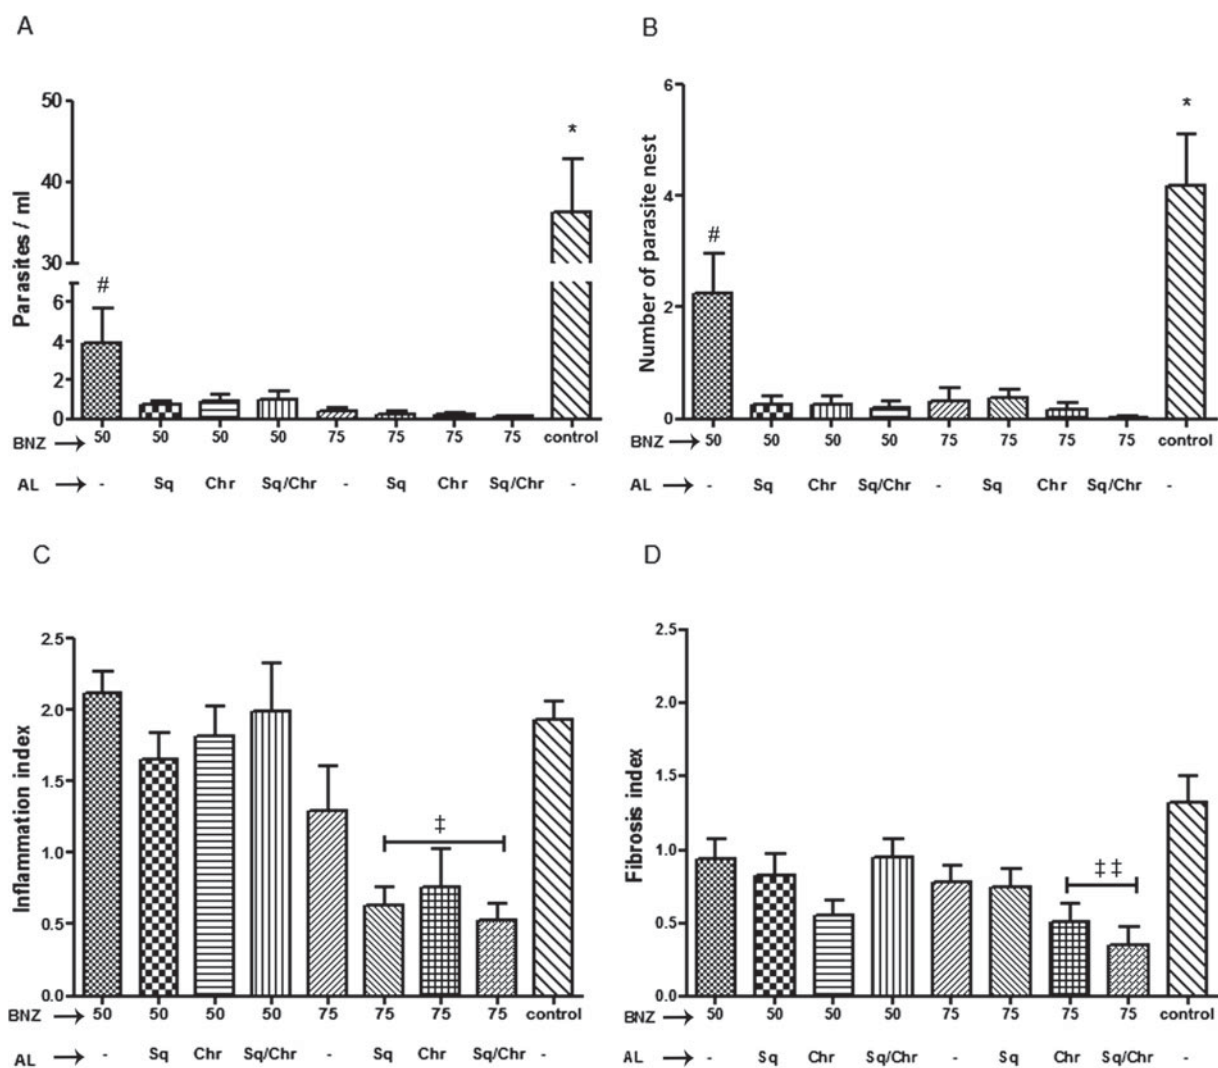 A
B
50
40
30
6
4
2
0
Parasites / ml
#
*
BNZ → 50 50 50 50 75 75 75 75 control
AL → - Sq Chr Sq/Chr - Sq Chr Sq/Chr -
6
4
2
0
Number of parasite nest
#
*
BNZ → 50 50 50 50 75 75 75 75 control
AL → - Sq Chr Sq/Chr - Sq Chr Sq/Chr -
C
D
2.5
2.0
1.5
1.0
0.5
0.0
Inflammation index
‡
BNZ → 50 50 50 50 75 75 75 75 control
AL → - Sq Chr Sq/Chr - Sq Chr Sq/Chr -
2.5
2.0
1.5
1.0
0.5
0.0
Fibrosis index
‡ ‡
BNZ → 50 50 50 50 75 75 75 75 control
AL → - Sq Chr Sq/Chr - Sq Chr Sq/Chr -